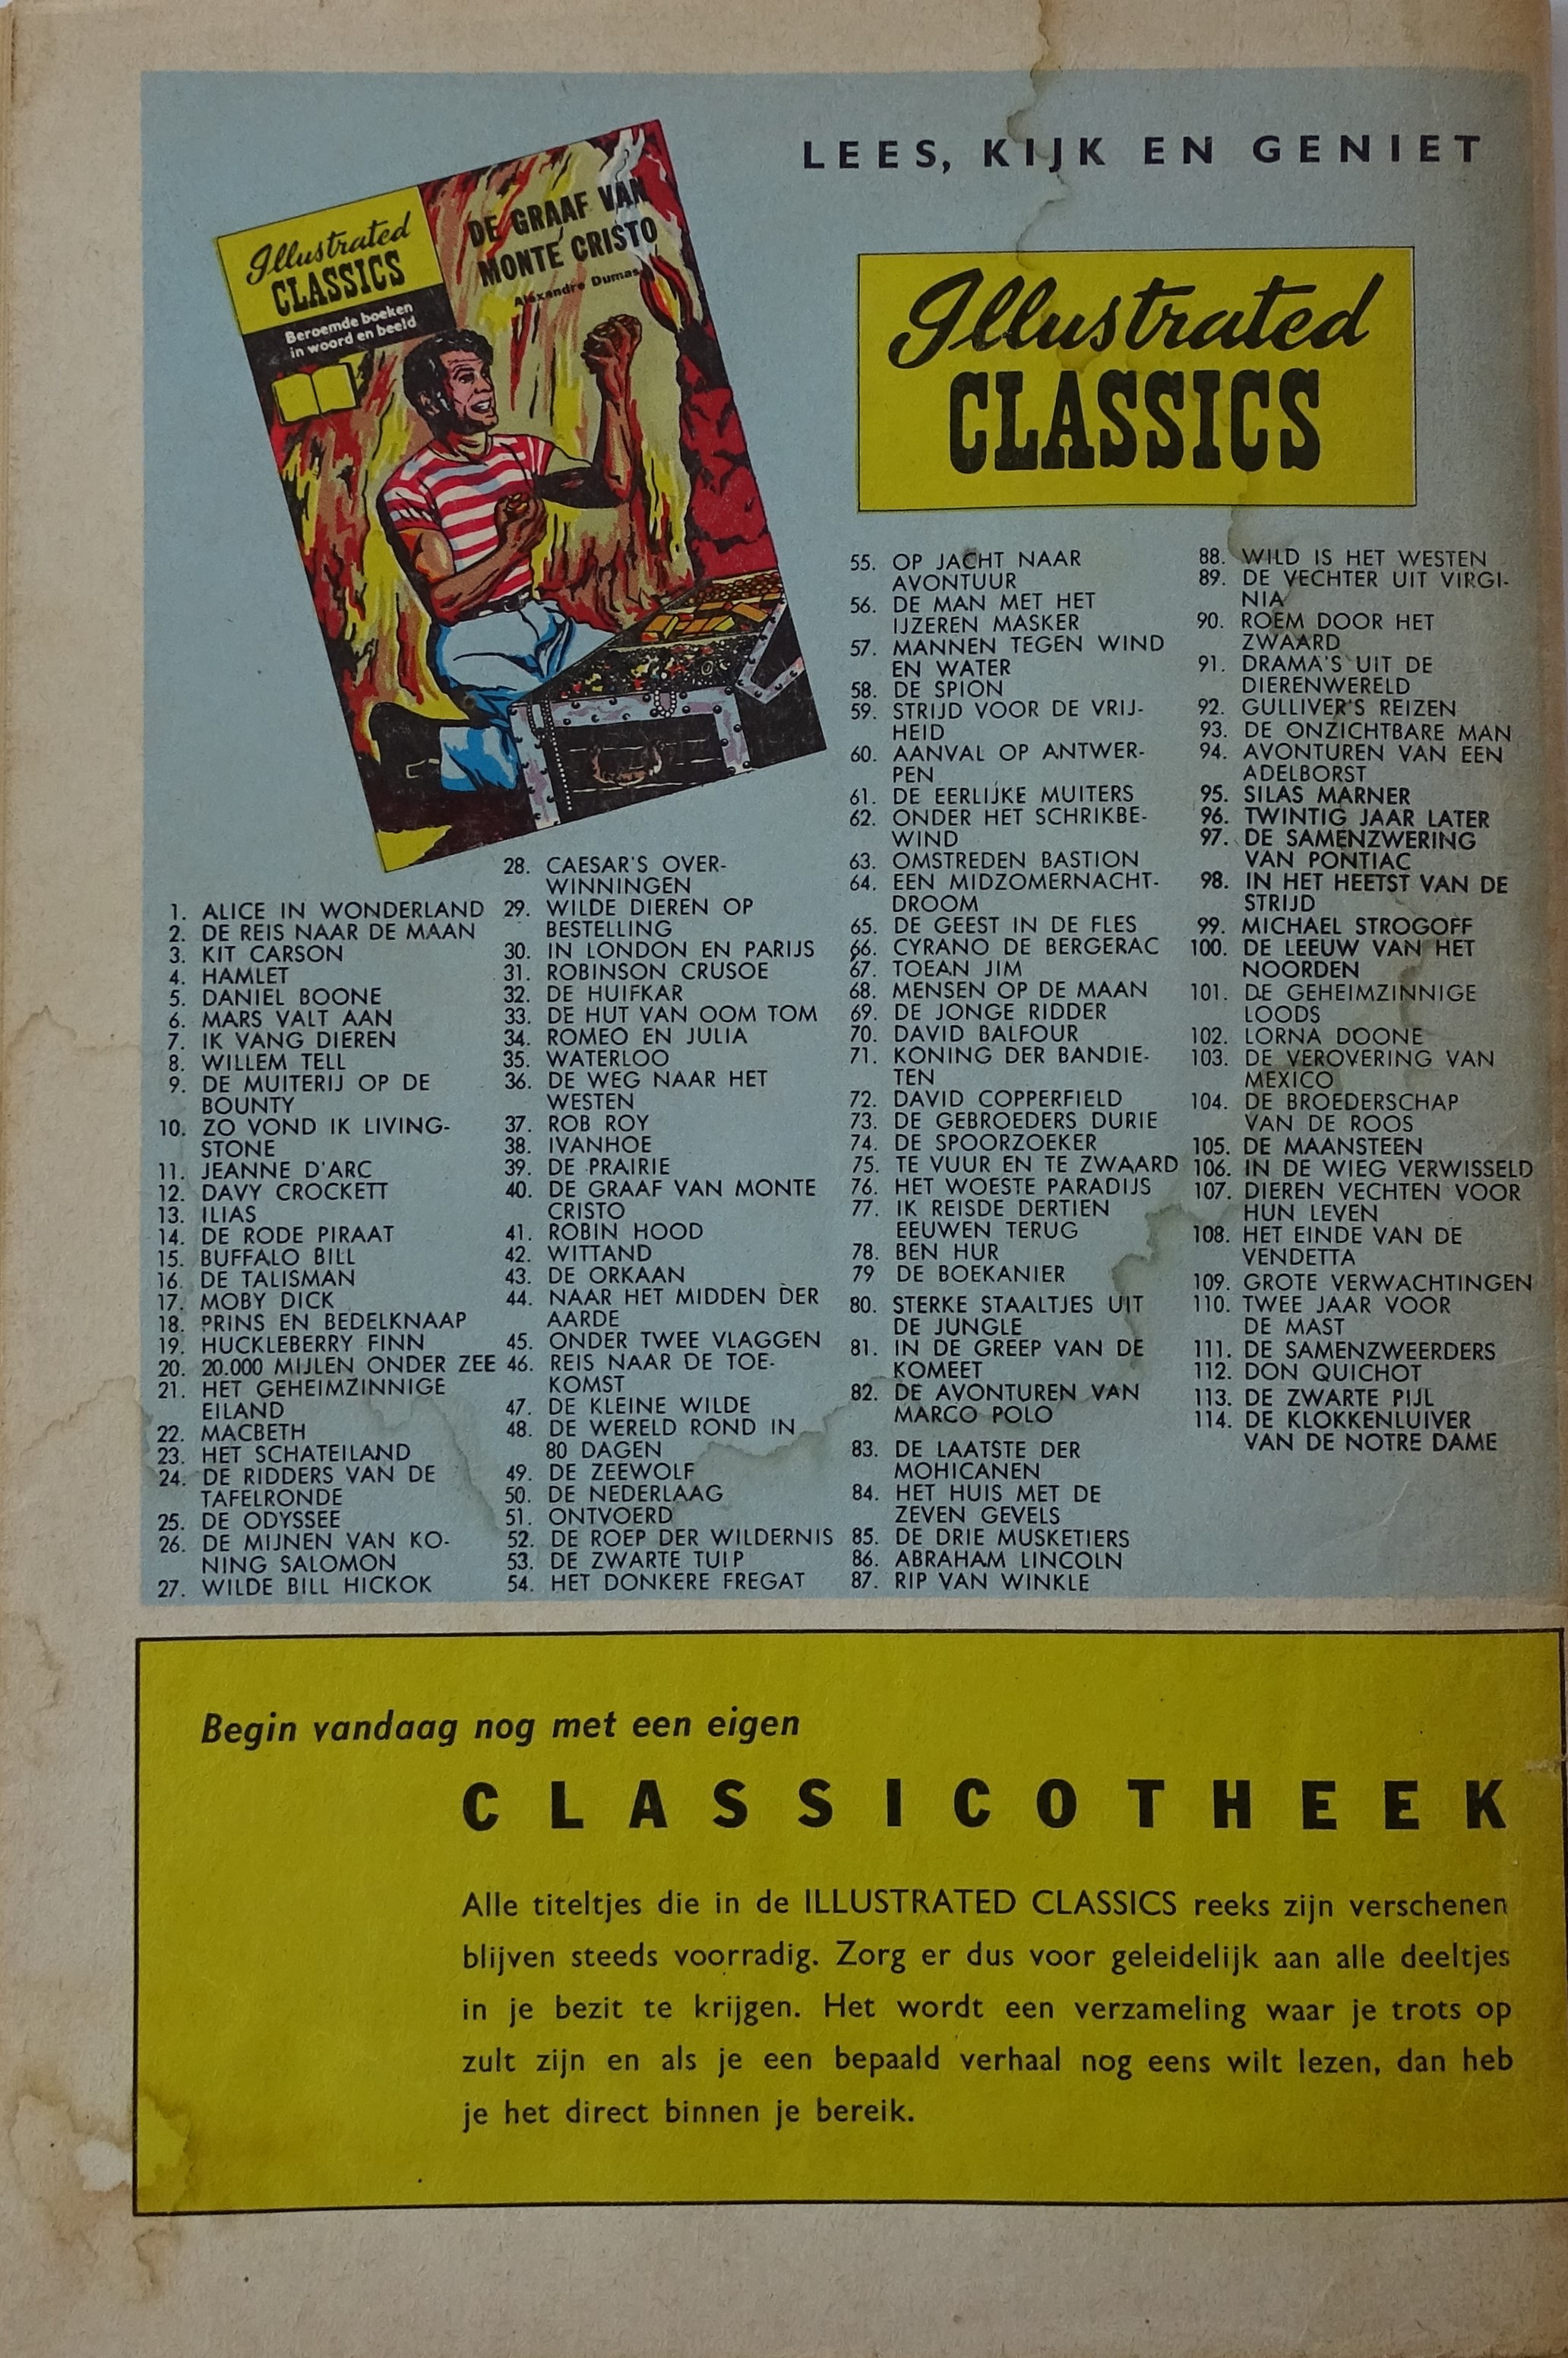 LEES, KIJK EN GENIET
Illustrated
CLASSICS
Beroemde boeken
in woord en beeld
DE GRAAF VAN
MONTE CRISTO
Alexandre Dumas
Illustrated
CLASSICS
1. ALICE IN WONDERLAND
2. DE REIS NAAR DE MAAN
3. KIT CARSON
4. HAMLET
5. DANIEL BOONE
6. MARS VALT AAN
7. IK VANG DIEREN
8. WILLEM TELL
9. DE MUITERIJ OP DE
BOUNTY
10. ZO VOND IK LIVING-
STONE
11. JEANNE D'ARC
12. DAVY CROCKETT
13. ILIAS
14. DE RODE PIRAAT
15. BUFFALO BILL
16. DE TALISMAN
17. MOBY DICK
18. PRINS EN BEDELKNAAP
19. HUCKLEBERRY FINN
20. 20.000 MIJLEN ONDER ZEE
21. HET GEHEIMZINNIGE
EILAND
22. MACBETH
23. HET SCHATEILAND
24. DE RIDDERS VAN DE
TAFELRONDE
25. DE ODYSSEE
26. DE MIJNEN VAN KO-
NING SALOMON
27. WILDE BILL HICKOK
28. CAESAR'S OVER-
WINNINGEN
29. WILDE DIEREN OP
BESTELLING
30. IN LONDON EN PARIJS
31. ROBINSON CRUSOE
32. DE HUIFKAR
33. DE HUT VAN OOM TOM
34. ROMEO EN JULIA
35. WATERLOO
36. DE WEG NAAR HET
WESTEN
37. ROB ROY
38. IVANHOE
39. DE PRAIRIE
40. DE GRAAF VAN MONTE
CRISTO
41. ROBIN HOOD
42. WITTAND
43. DE ORKAAN
44. NAAR HET MIDDEN DER
AARDE
45. ONDER TWEE VLAGGEN
46. REIS NAAR DE TOE-
KOMST
47. DE KLEINE WILDE
48. DE WERELD ROND IN
80 DAGEN
49. DE ZEEWOLF
50. DE NEDERLAAG
51. ONTVOERD
52. DE ROEP DER WILDERNIS
53. DE ZWARTE TULP
54. HET DONKERE FREGAT
55. OP JACHT NAAR
AVONTUUR
56. DE MAN MET HET
IJZEREN MASKER
57. MANNEN TEGEN WIND
EN WATER
58. DE SPION
59. STRIJD VOOR DE VRIJ-
HEID
60. AANVAL OP ANTWER-
PEN
61. DE EERLIJKE MUITERS
62. ONDER HET SCHRIKBE-
WIND
63. OMSTREDEN BASTION
64. EEN MIDZOMERNACHT-
DROOM
65. DE GEEST IN DE FLES
66. CYRANO DE BERGERAC
67. TOEAN JIM
68. MENSEN OP DE MAAN
69. DE JONGE RIDDER
70. DAVID BALFOUR
71. KONING DER BANDIE-
TEN
72. DAVID COPPERFIELD
73. DE GEBROEDERS DURIE
74. DE SPOORZOEKER
75. TE VUUR EN TE ZWAARD
76. HET WOESTE PARADIJS
77. IK REISDE DERTIEN
EEUWEN TERUG
78. BEN HUR
79 DE BOEKANIER
80. STERKE STAALTJES UIT
DE JUNGLE
81. IN DE GREEP VAN DE
KOMEET
82. DE AVONTUREN VAN
MARCO POLO
83. DE LAATSTE DER
MOHICANEN
84. HET HUIS MET DE
ZEVEN GEVELS
85. DE DRIE MUSKETIERS
86. ABRAHAM LINCOLN
87. RIP VAN WINKLE
88. WILD IS HET WESTEN
89. DE VECHTER UIT VIRGI-
NIA
90. ROEM DOOR HET
ZWAARD
91. DRAMA'S UIT DE
DIERENWERELD
92. GULLIVER'S REIZEN
93. DE ONZICHTBARE MAN
94. AVONTUREN VAN EEN
ADELBORST
95. SILAS MARNER
96. TWINTIG JAAR LATER
97. DE SAMENZWERING
VAN PONTIAC
98. IN HET HEETST VAN DE
STRIJD
99. MICHAEL STROGOFF
100. DE LEEUW VAN HET
NOORDEN
101. DE GEHEIMZINNIGE
LOODS
102. LORNA DOONE
103. DE VEROVERING VAN
MEXICO
104. DE BROEDERSCHAP
VAN DE ROOS
105. DE MAANSTEEN
106. IN DE WIEG VERWISSELD
107. DIEREN VECHTEN VOOR
HUN LEVEN
108. HET EINDE VAN DE
VENDETTA
109. GROTE VERWACHTINGEN
110. TWEE JAAR VOOR
DE MAST
111. DE SAMENZWEERDERS
112. DON QUICHOT
113. DE ZWARTE PIJL
114. DE KLOKKENLUIVER
VAN DE NOTRE DAME
Begin vandaag nog met een eigen
CLASSICOTHEEK
Alle titeltjes die in de ILLUSTRATED CLASSICS reeks zijn verschenen
blijven steeds voorradig. Zorg er dus voor geleidelijk aan alle deeltjes
in je bezit te krijgen. Het wordt een verzameling waar je trots op
zult zijn en als je een bepaald verhaal nog eens wilt lezen, dan heb
je het direct binnen je bereik.